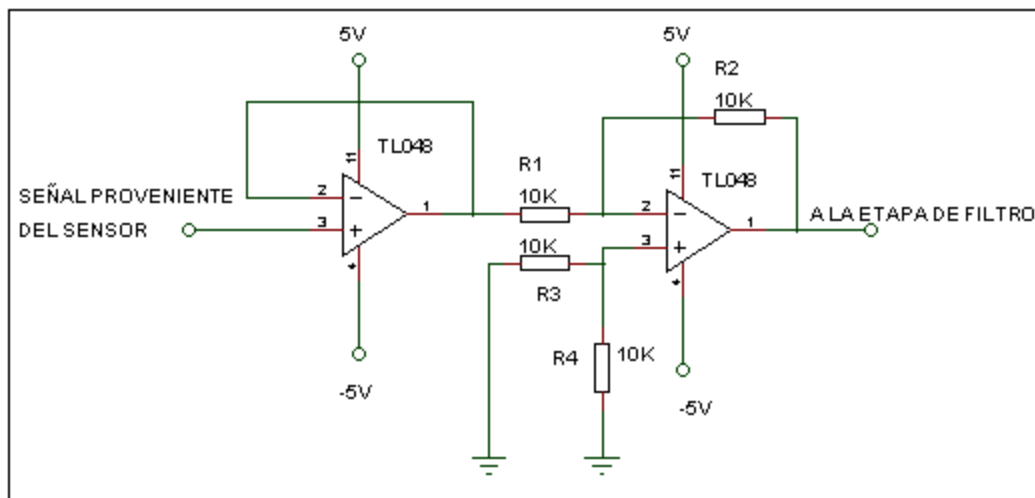 5V
5V
R2
10K
11
TL048
11
TL048
R1
10K
SEÑAL PROVENIENTE
DEL SENSOR
2
3
1
4
2
3
1
4
A LA ETAPA DE FILTRO
10K
R3
R4
10K
-5V
-5V